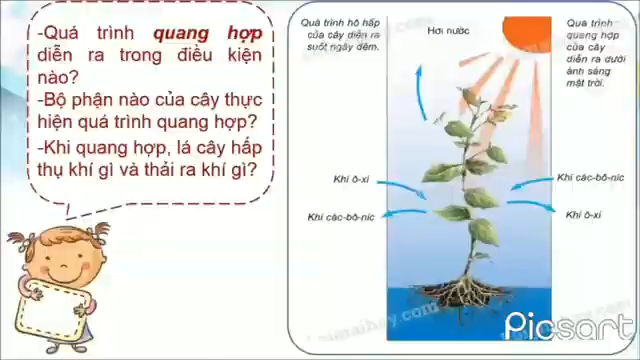 -Quá trình quang hợp
diễn ra trong điều kiện
nào?
-Bộ phận nào của cây thực
hiện quá trình quang hợp?
-Khi quang hợp, lá cây hấp
thụ khí gì và thải ra khí gì?
Quá trình hô hấp
của cây diễn ra
suốt ngày đêm.
Hơi nước
Quá trình
quang hợp
của cây
diễn ra dưới
ánh sáng
mặt trời.
Khí ô-xi
Khí các-bô-níc
Khí các-bô-níc
Khí ô-xi
Picsart